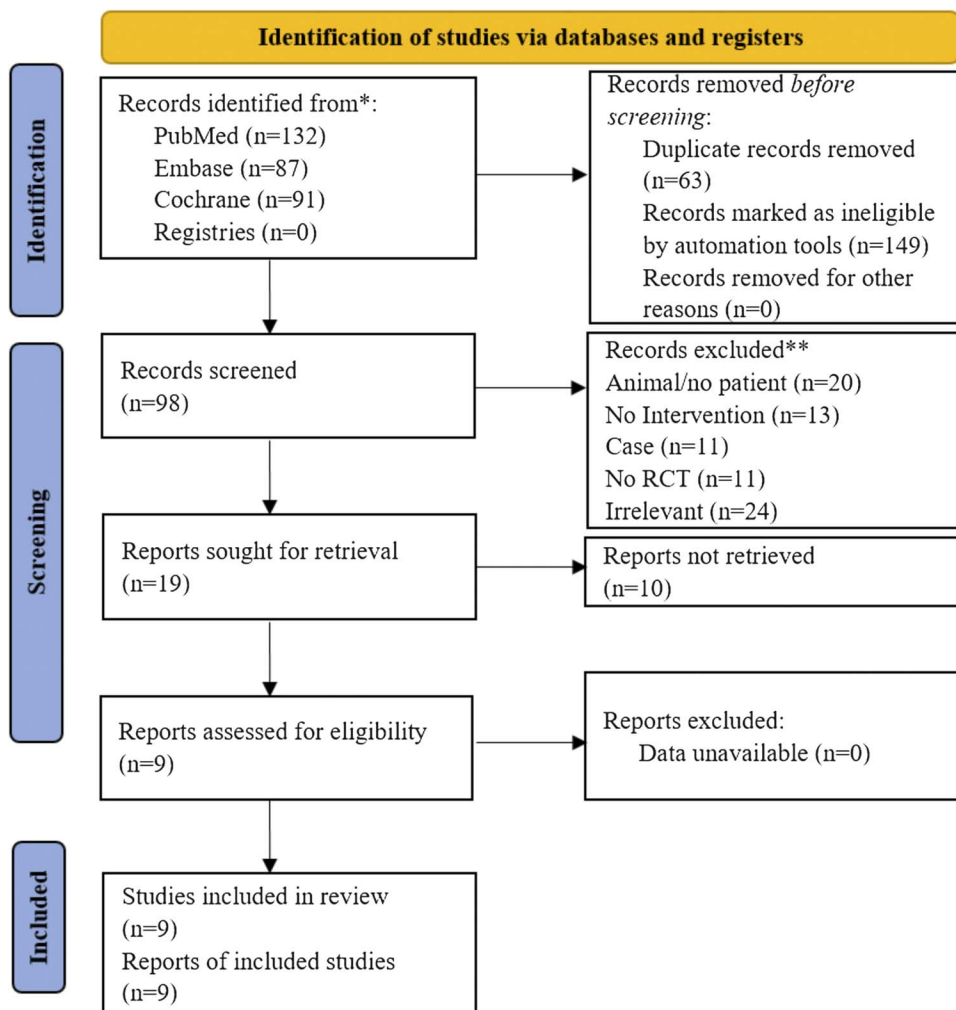 Identification of studies via databases and registers
Identification
Records identified from*:
PubMed (n=132)
Embase (n=87)
Cochrane (n=91)
Registries (n=0)
Records removed before
screening:
Duplicate records removed
(n=63)
Records marked as ineligible
by automation tools (n=149)
Records removed for other
reasons (n=0)
Screening
Records screened
(n=98)
Records excluded**
Animal/no patient (n=20)
No Intervention (n=13)
Case (n=11)
No RCT (n=11)
Irrelevant (n=24)
Reports sought for retrieval
(n=19)
Reports not retrieved
(n=10)
Reports assessed for eligibility
(n=9)
Reports excluded:
Data unavailable (n=0)
Included
Studies included in review
(n=9)
Reports of included studies
(n=9)